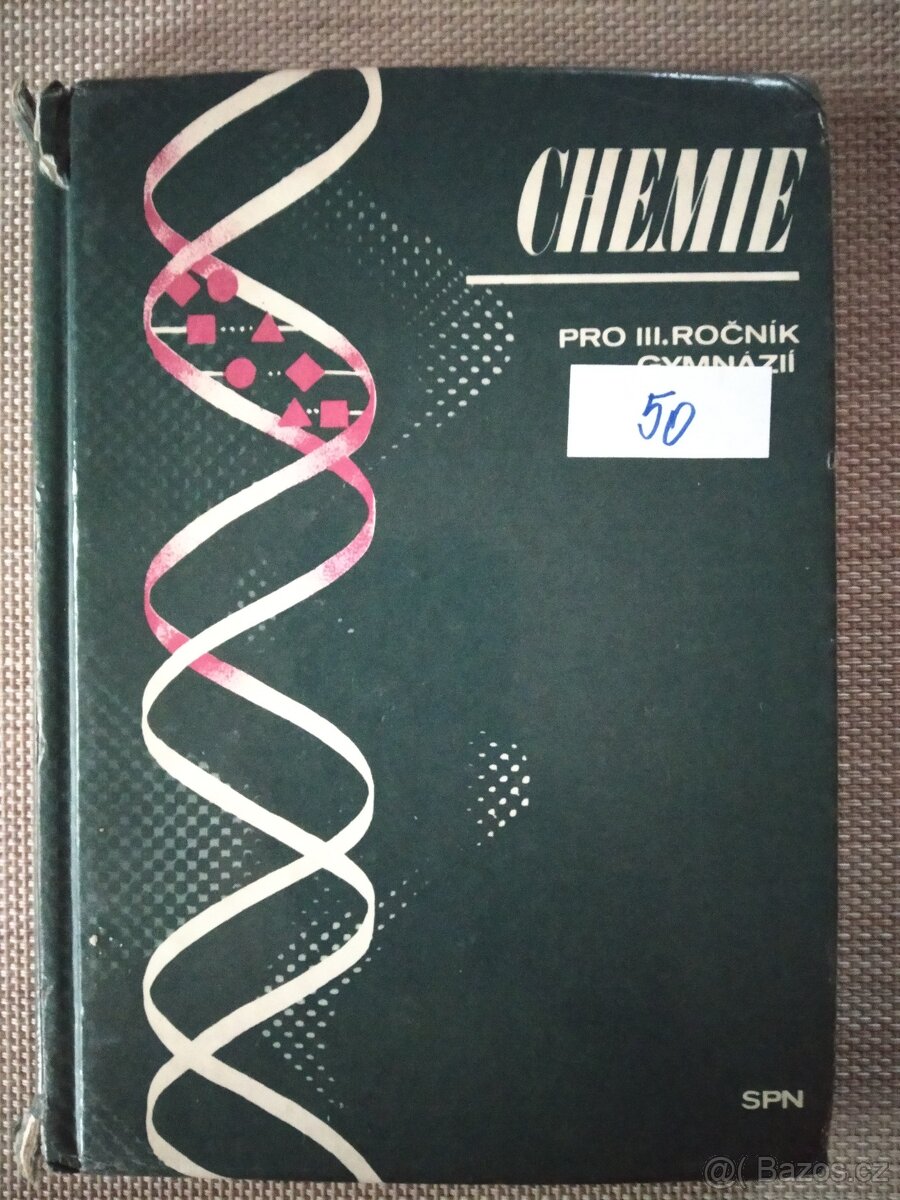 CHEMIE
PRO III. ROČNÍK
GYMNÁZIÍ
50
SPN
@( Bazos.cz